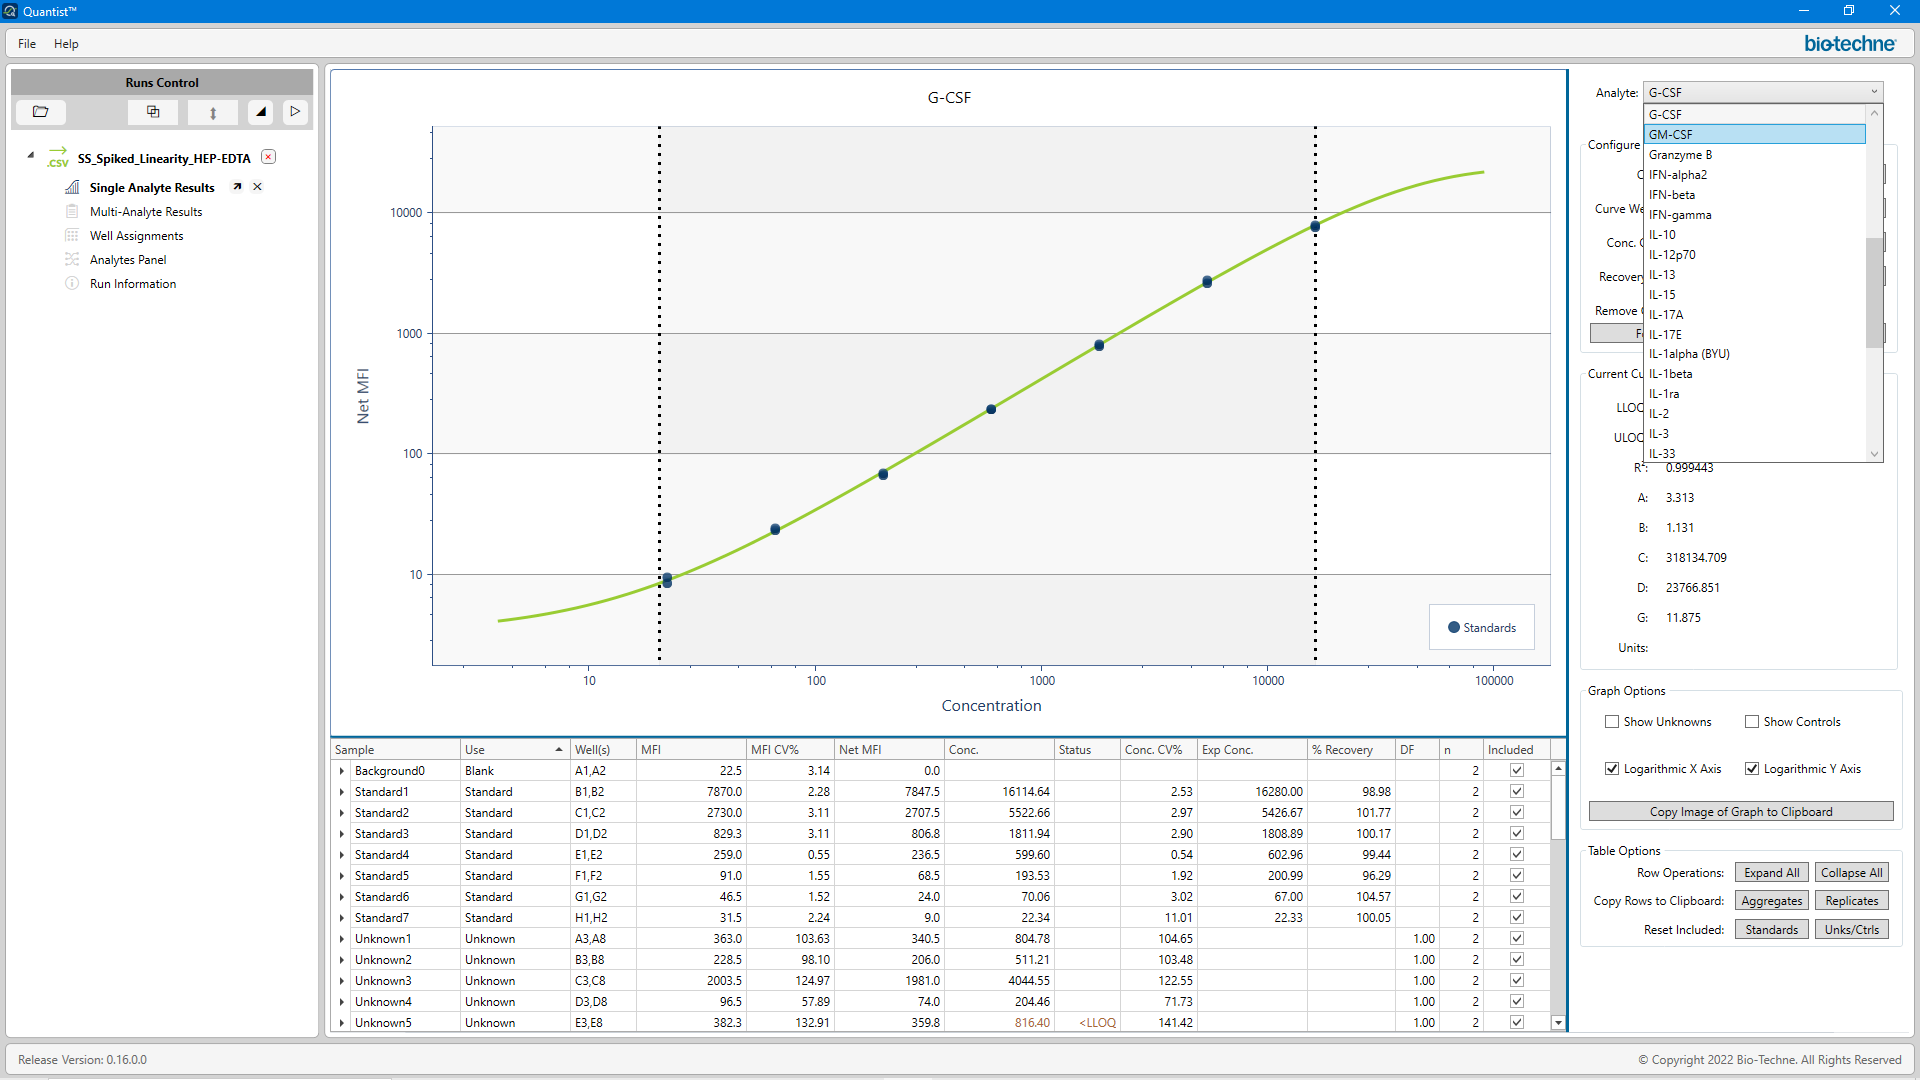 Quantist™
File Help
bio-techne
Runs Control
.CSV SS_Spiked_Linearity_HEP-EDTA
Single Analyte Results
Multi-Analyte Results
Well Assignments
Analytes Panel
Run Information
G-CSF
Net MFI
10000
1000
100
10
Standards
10 100 1000 10000 100000
Concentration
Analyte: G-CSF
G-CSF
GM-CSF
Granzyme B
IFN-alpha2
IFN-beta
IFN-gamma
IL-10
IL-12p70
IL-13
IL-15
IL-17A
IL-17E
IL-1alpha (BYU)
IL-1beta
IL-1ra
IL-2
IL-3
IL-33
Configure
Curve We
Conc. 
Recovery
Remove
Current Cu
LLOQ
ULOQ
R²: 0.999443
A: 3.313
B: 1.131
C: 318134.709
D: 23766.851
G: 11.875
Units:
Graph Options
Show Unknowns Show Controls
Logarithmic X Axis Logarithmic Y Axis
Copy Image of Graph to Clipboard
Table Options
Row Operations: Expand All Collapse All
Copy Rows to Clipboard: Aggregates Replicates
Reset Included: Standards Unks/Ctrls
Sample Use Well(s) MFI MFI CV% Net MFI Conc. Status Conc. CV% Exp Conc. % Recovery DF n Included
Background0 Blank A1,A2 22.5 3.14 0.0 2
Standard1 Standard B1,B2 7870.0 2.28 7847.5 16114.64 2.53 16280.00 98.98 2
Standard2 Standard C1,C2 2730.0 3.11 2707.5 5522.66 2.97 5426.67 101.77 2
Standard3 Standard D1,D2 829.3 3.11 806.8 1811.94 2.90 1808.89 100.17 2
Standard4 Standard E1,E2 259.0 0.55 236.5 599.60 0.54 602.96 99.44 2
Standard5 Standard F1,F2 91.0 1.55 68.5 193.53 1.92 200.99 96.29 2
Standard6 Standard G1,G2 46.5 1.52 24.0 70.06 3.02 67.00 104.57 2
Standard7 Standard H1,H2 31.5 2.24 9.0 22.34 11.01 22.33 100.05 2
Unknown1 Unknown A3,A8 363.0 103.63 340.5 804.78 104.65 1.00 2
Unknown2 Unknown B3,B8 228.5 98.10 206.0 511.21 103.48 1.00 2
Unknown3 Unknown C3,C8 2003.5 124.97 1981.0 4044.55 122.55 1.00 2
Unknown4 Unknown D3,D8 96.5 57.89 74.0 204.46 71.73 1.00 2
Unknown5 Unknown E3,E8 382.3 132.91 359.8 816.40 <LLOQ 141.42 1.00 2
Release Version: 0.16.0.0
© Copyright 2022 Bio-Techne. All Rights Reserved